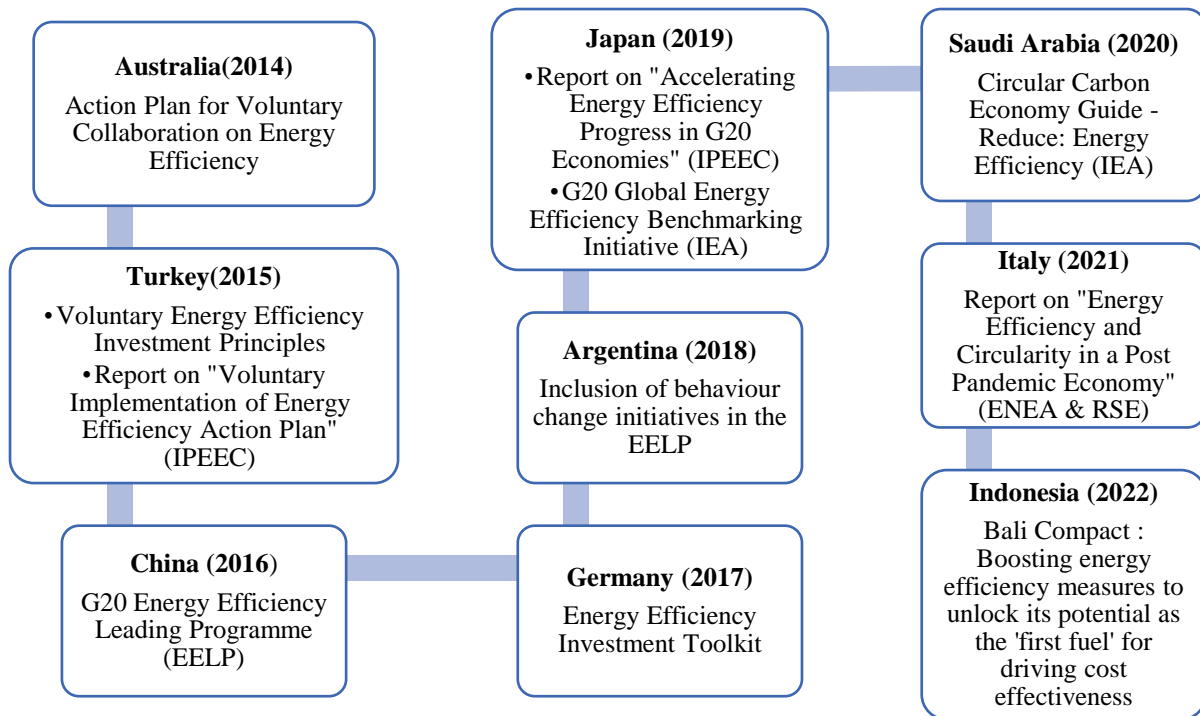 Australia(2014)
Action Plan for Voluntary
Collaboration on Energy
Efficiency
Turkey(2015)
•Voluntary Energy Efficiency
Investment Principles
•Report on "Voluntary
Implementation of Energy
Efficiency Action Plan"
(IPEEC)
China (2016)
G20 Energy Efficiency
Leading Programme
(EELP)
Germany (2017)
Energy Efficiency
Investment Toolkit
Argentina (2018)
Inclusion of behaviour
change initiatives in the
EELP
Japan (2019)
•Report on "Accelerating
Energy Efficiency
Progress in G20
Economies" (IPEEC)
•G20 Global Energy
Efficiency Benchmarking
Initiative (IEA)
Saudi Arabia (2020)
Circular Carbon
Economy Guide -
Reduce: Energy
Efficiency (IEA)
Italy (2021)
Report on "Energy
Efficiency and
Circularity in a Post
Pandemic Economy"
(ENEA & RSE)
Indonesia (2022)
Bali Compact :
Boosting energy
efficiency measures to
unlock its potential as
the 'first fuel' for
driving cost
effectiveness